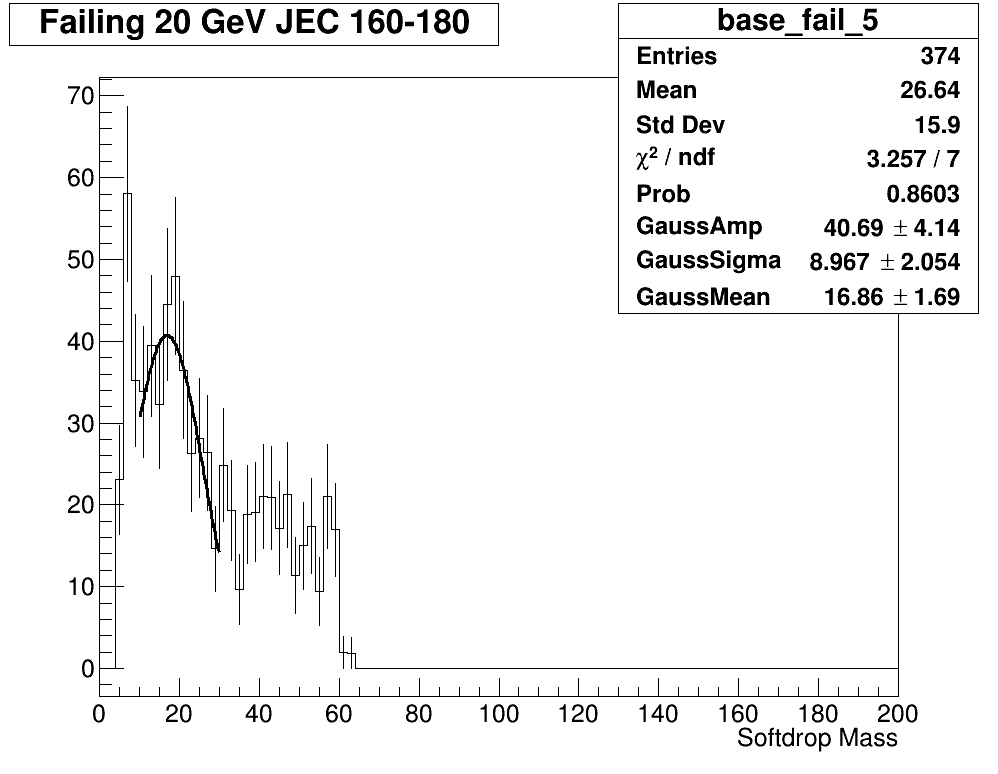 Failing 20 GeV JEC 160-180
base_fail_5
Entries 374
Mean 26.64
Std Dev 15.9
χ² / ndf 3.257 / 7
Prob 0.8603
GaussAmp 40.69 ± 4.14
GaussSigma 8.967 ± 2.054
GaussMean 16.86 ± 1.69
70
60
50
40
30
20
10
0
0 20 40 60 80 100 120 140 160 180 200
Softdrop Mass